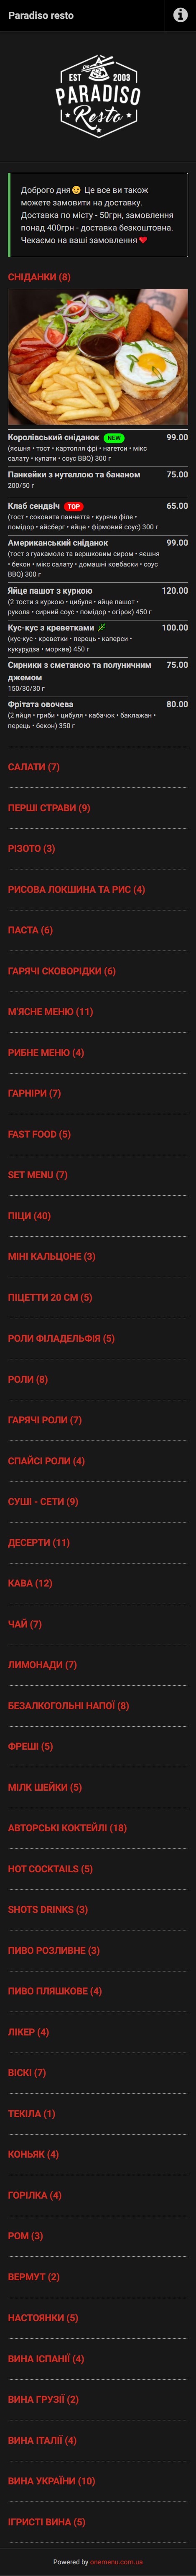 Paradiso resto
EST 2003
PARADISO
Resto
Доброго дня😉 Це все ви також
можете замовити на доставку.
Доставка по місту - 50грн, замовлення
понад 400грн - доставка безкоштовна.
Чекаємо на ваші замовлення❤️
СНІДАНКИ (8)
Королівський сніданок NEW 99.00
(яєшня • тост • картопля фрі • нагетси • мікс
салату • купати • соус BBQ) 300 г
Панкейки з нутеллою та бананом 75.00
200/50 г
Клаб сендвіч TOP 65.00
(тост • соковита панчетта • куряче філе •
помідор • айсберг • яйце • фірмовий соус) 300 г
Американський сніданок 99.00
(тост з гуакамоле та вершковим сиром • яєшня
• бекон • мікс салату • домашні ковбаски • соус
BBQ) 300 г
Яйце пашот з куркою 120.00
(2 тоста з куркою • цибуля • яйце пашот •
рукола • сирний соус • помідор • огірок) 450 г
Кус-кус з креветками 100.00
(кус-кус • креветки • перець • каперси •
кукурудза • морква) 450 г
Сирники з сметаною та полуничним 75.00
джемом
150/30/30 г
Фрітата овочева 80.00
(2 яйця • гриби • цибуля • кабачок • баклажан •
перець • бекон) 350 г
САЛАТИ (7)
ПЕРШІ СТРАВИ (9)
РІЗОТО (3)
РИСОВА ЛОКШИНА ТА РИС (4)
ПАСТА (6)
ГАРЯЧІ СКОВОРІДКИ (6)
М'ЯСНЕ МЕНЮ (11)
РИБНЕ МЕНЮ (4)
ГАРНІРИ (7)
FAST FOOD (5)
SET MENU (7)
ПІЦИ (40)
МІНІ КАЛЬЦОНЕ (3)
ПІЦЕТТИ 20 СМ (5)
РОЛИ ФІЛАДЕЛЬФІЯ (5)
РОЛИ (8)
ГАРЯЧІ РОЛИ (7)
СПАЙСІ РОЛИ (4)
СУШІ - СЕТИ (9)
ДЕСЕРТИ (11)
КАВА (12)
ЧАЙ (7)
ЛИМОНАДИ (7)
БЕЗАЛКОГОЛЬНІ НАПОЇ (8)
ФРЕШІ (5)
МІЛК ШЕЙКИ (5)
АВТОРСЬКІ КОКТЕЙЛІ (18)
HOT COCKTAILS (5)
SHOTS DRINKS (3)
ПИВО РОЗЛИВНЕ (3)
ПИВО ПЛЯШКОВЕ (4)
ЛІКЕР (4)
ВІСКІ (7)
ТЕКІЛА (1)
КОНЬЯК (4)
ГОРІЛКА (4)
РОМ (3)
ВЕРМУТ (2)
НАСТОЯНКИ (5)
ВИНА ІСПАНІЇ (4)
ВИНА ГРУЗІЇ (2)
ВИНА ІТАЛІЇ (4)
ВИНА УКРАЇНИ (10)
ІГРИСТІ ВИНА (5)
Powered by onemenu.com.ua